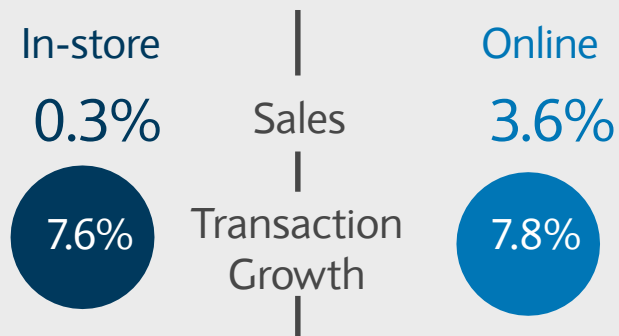 In-store
Online
0.3%
Sales
3.6%
7.6%
Transaction
Growth
7.8%